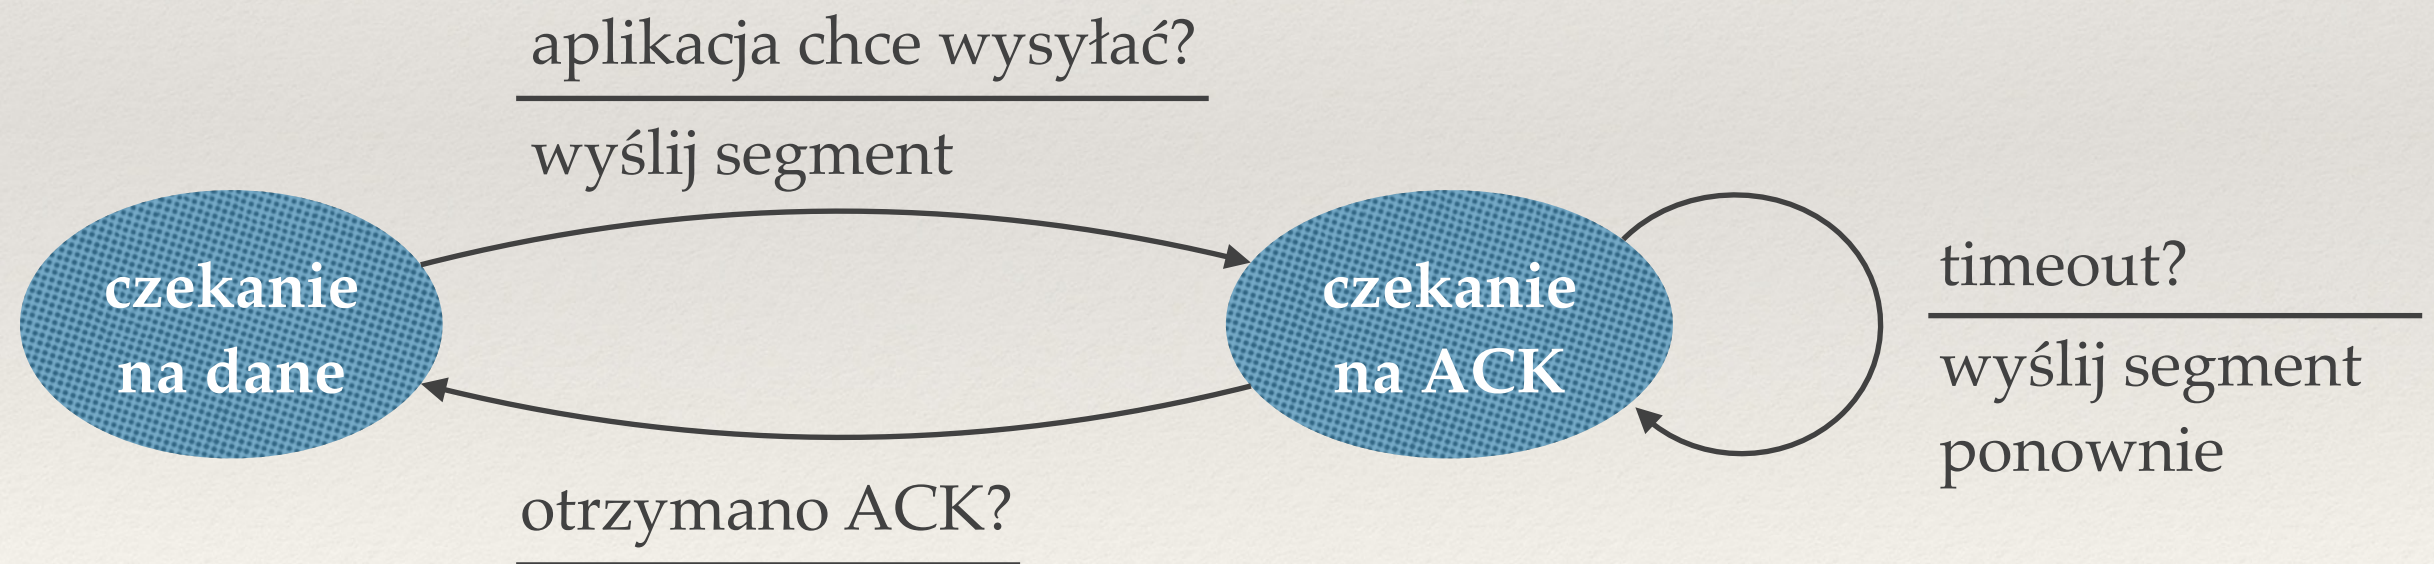 aplikacja chce wysyłać?
wyślij segment
czekanie
na dane
czekanie
na ACK
timeout?
wyślij segment
ponownie
otrzymano ACK?